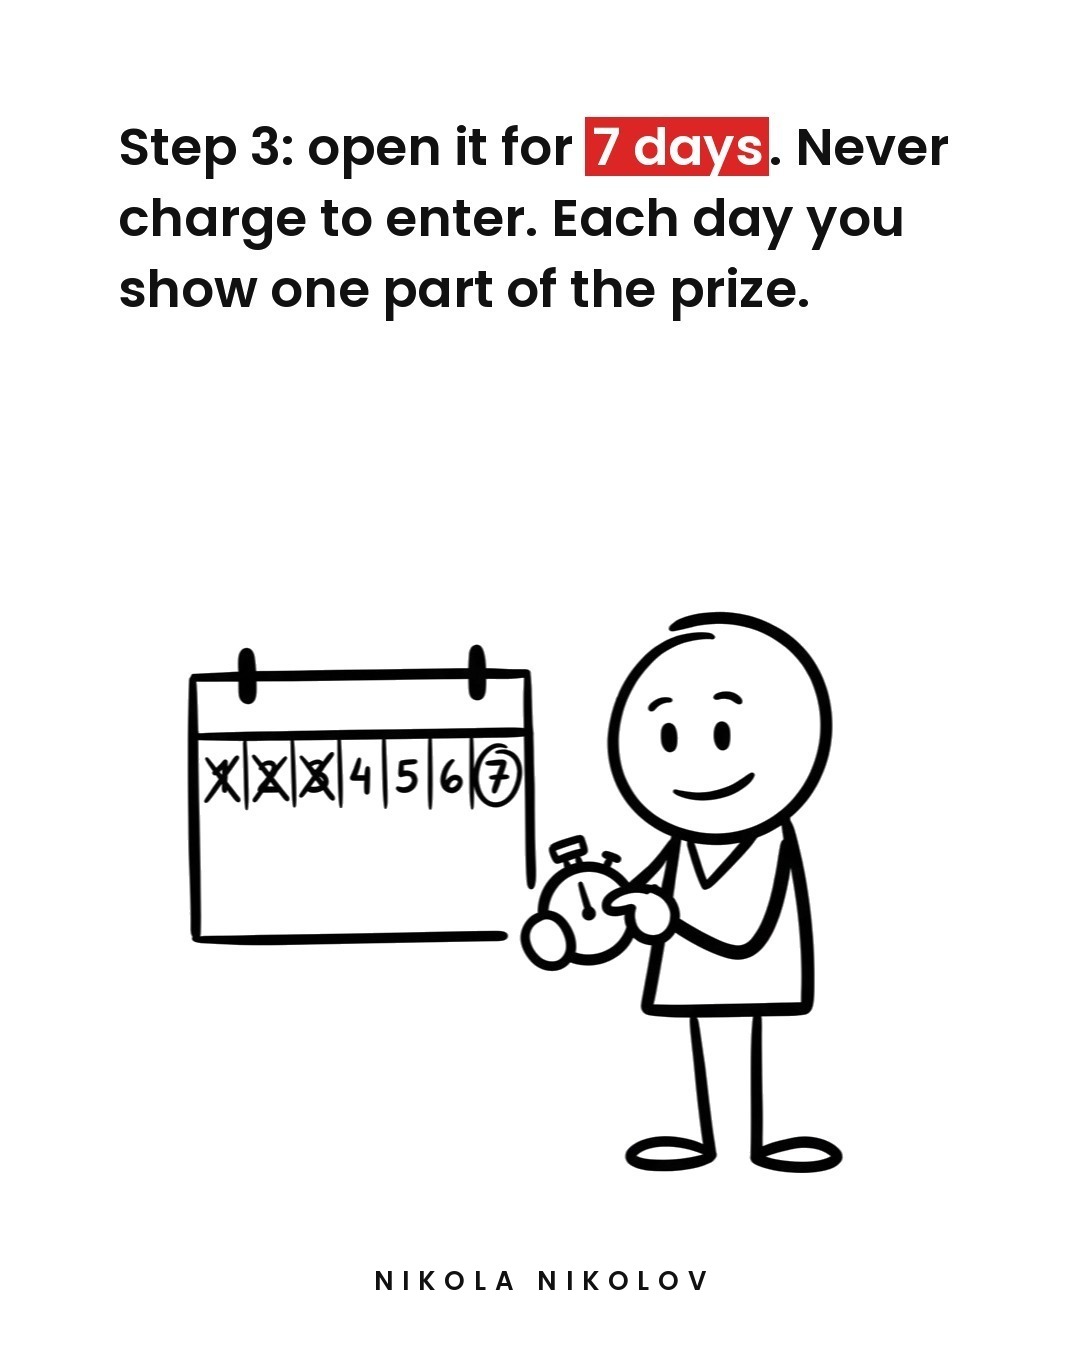 Step 3: open it for 7 days. Never
charge to enter. Each day you
show one part of the prize.
1 2 3 4 5 6 7
NIKOLA NIKOLOV